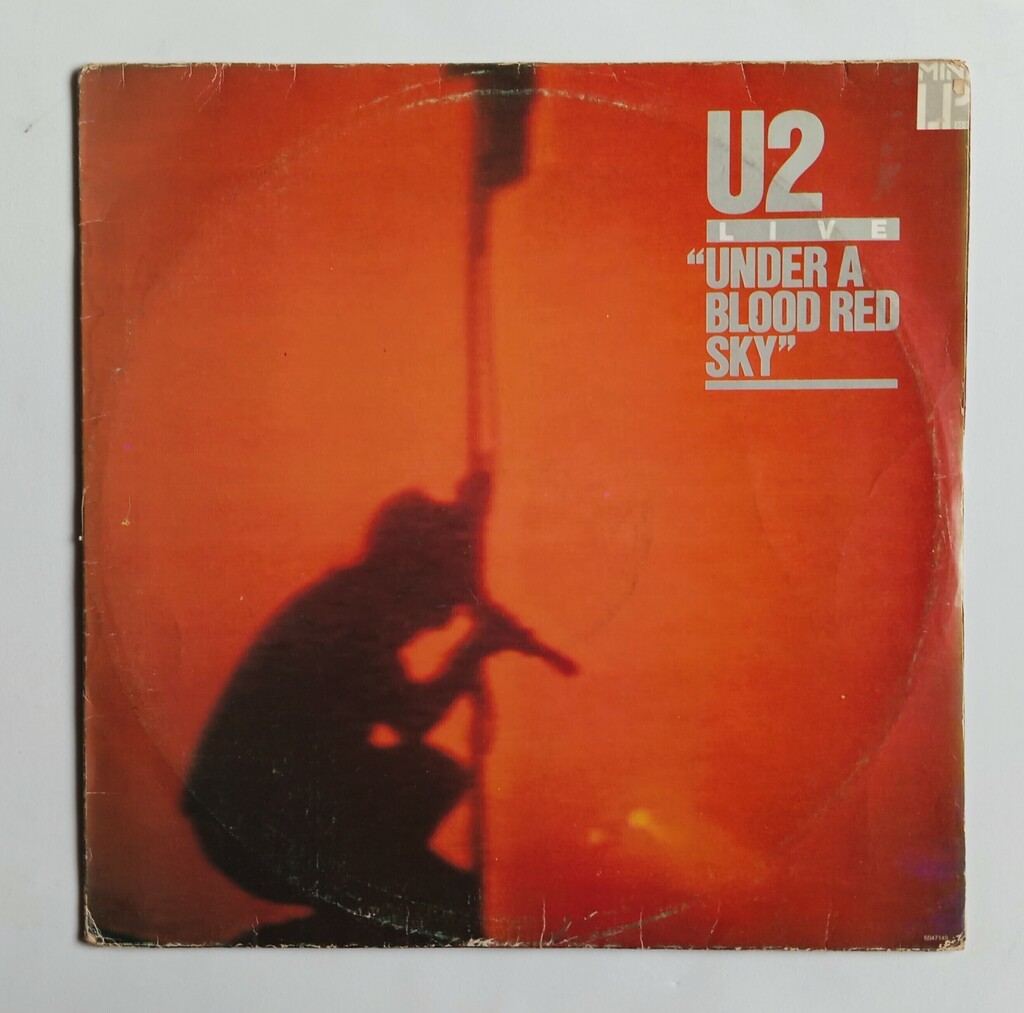 MINI
LP
U2
LIVE
“UNDER A
BLOOD RED
SKY”